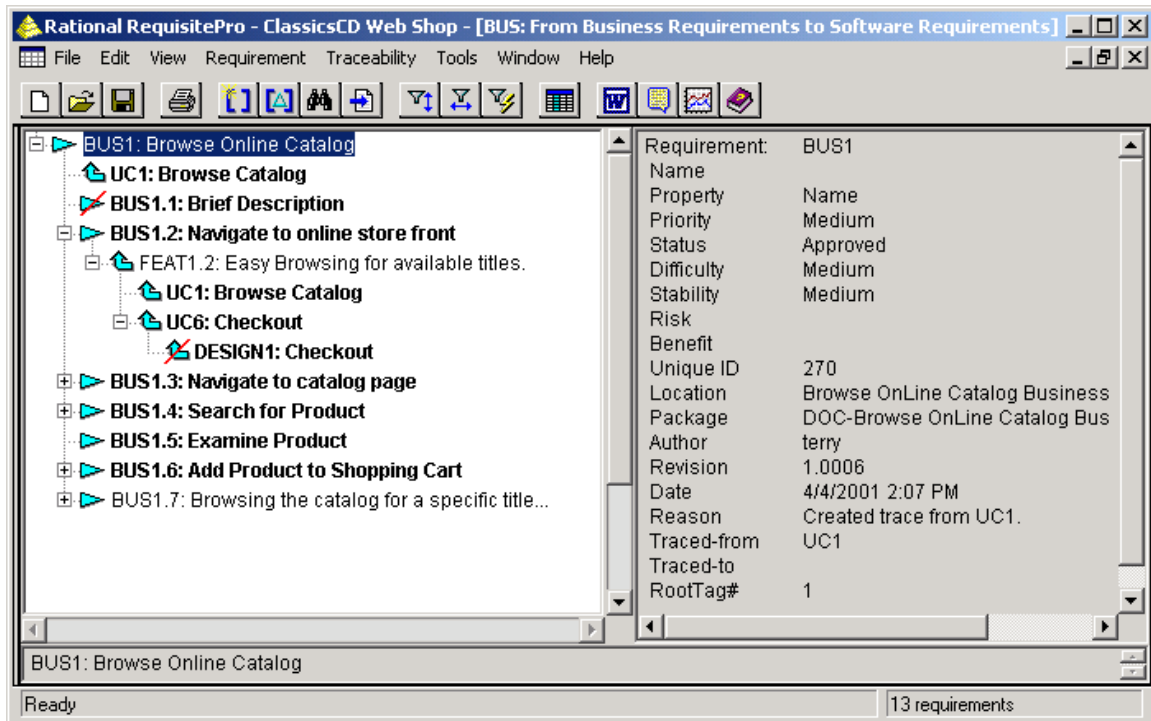 Rational RequisitePro - ClassicsCD Web Shop - [BUS: From Business Requirements to Software Requirements]
File Edit View Requirement Traceability Tools Window Help
BUS1: Browse Online Catalog
UC1: Browse Catalog
BUS1.1: Brief Description
BUS1.2: Navigate to online store front
FEAT1.2: Easy Browsing for available titles.
UC1: Browse Catalog
UC6: Checkout
DESIGN1: Checkout
BUS1.3: Navigate to catalog page
BUS1.4: Search for Product
BUS1.5: Examine Product
BUS1.6: Add Product to Shopping Cart
BUS1.7: Browsing the catalog for a specific title...
Requirement: BUS1
Name
Property Name
Priority Medium
Status Approved
Difficulty Medium
Stability Medium
Risk
Benefit
Unique ID 270
Location Browse OnLine Catalog Business
Package DOC-Browse OnLine Catalog Bus
Author terry
Revision 1.0006
Date 4/4/2001 2:07 PM
Reason Created trace from UC1.
Traced-from UC1
Traced-to
RootTag# 1
BUS1: Browse Online Catalog
Ready 13 requirements